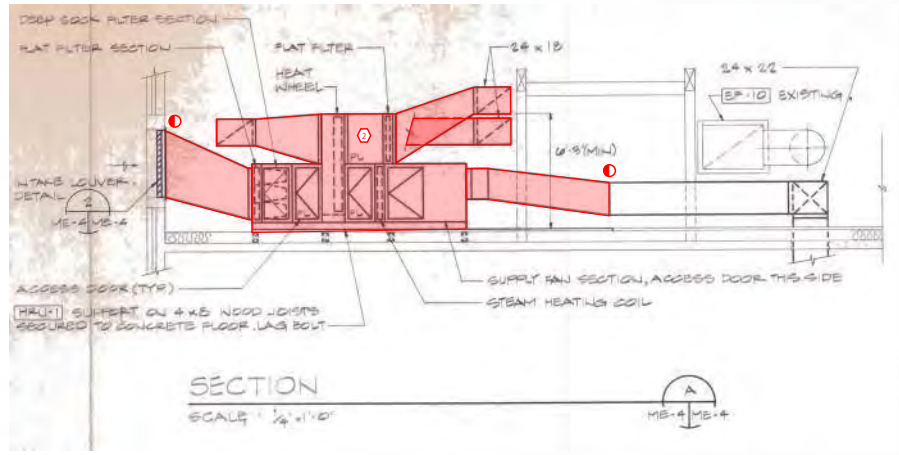 DEEP SOCK FILTER SECTION
FLAT FILTER SECTION
FLAT FILTER
HEAT
WHEEL
24 x 18
24 x 22
EF-10 EXISTING
2
6'-3"(MIN)
INTAKE LOUVER,
DETAIL
2
ME-4 ME-4
ACCESS DOOR (TYP)
SUPPLY FAN SECTION, ACCESS DOOR THIS SIDE
STEAM HEATING COIL
HRU-1 SUPPORT ON 4 x 8 WOOD JOISTS
SECURED TO CONCRETE FLOOR. LAG BOLT
SECTION
SCALE : 1/4"=1'-0"
A
ME-4 ME-4